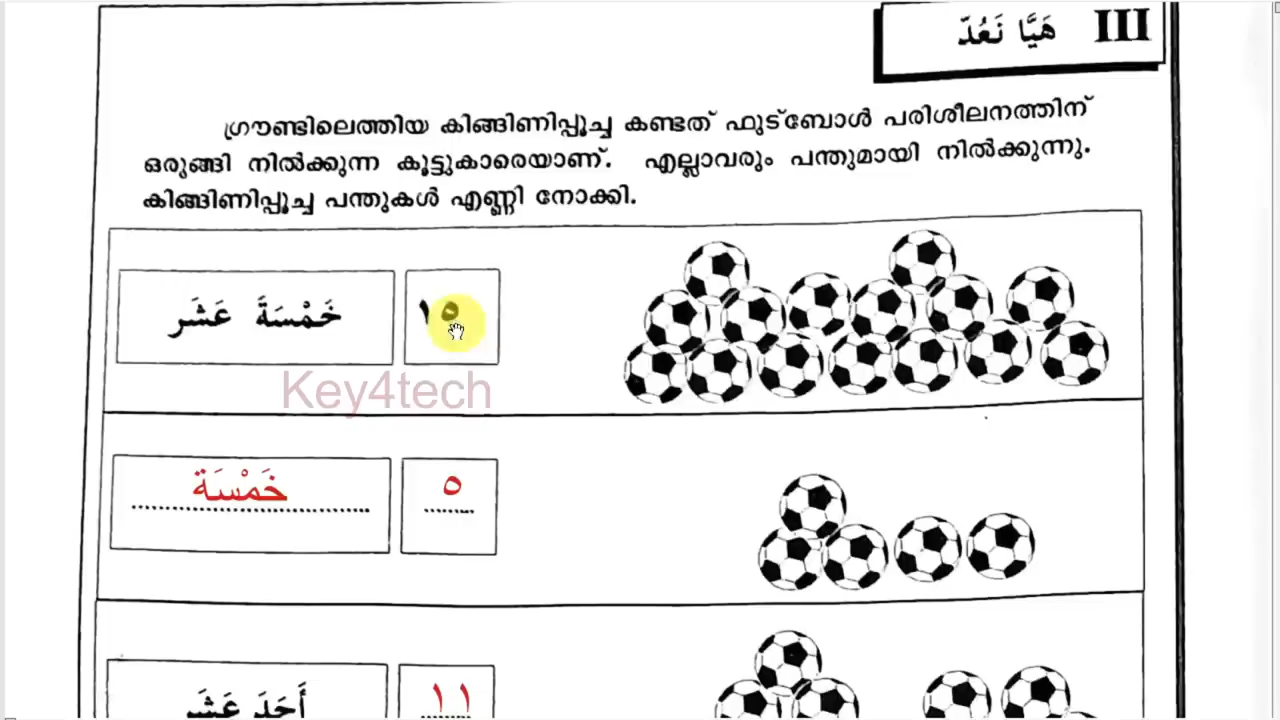 III هَيَّا نَعُدّ
ഗ്രൗണ്ടിലെത്തിയ കിങ്ങിണിപ്പൂച്ച കണ്ടത് ഫുട്ബോൾ പരിശീലനത്തിന്
ഒരുങ്ങി നിൽക്കുന്ന കൂട്ടുകാരെയാണ്. എല്ലാവരും പന്തുമായി നിൽക്കുന്നു.
കിങ്ങിണിപ്പൂച്ച പന്തുകൾ എണ്ണി നോക്കി.
١٥ خَمْسَةَ عَشَر
Key4tech
٥ خَمْسَة
١١ أَحَدَ عَشَر